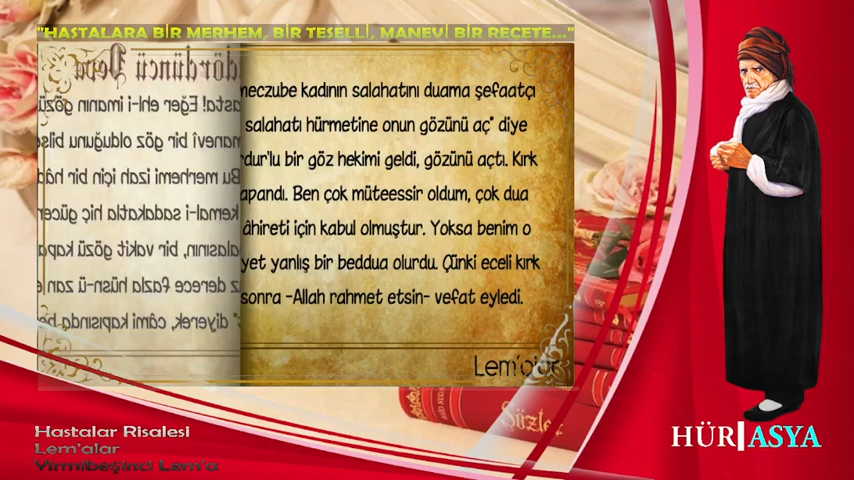 "HASTALARA BİR MERHEM, BİR TESELLİ, MANEVİ BİR REÇETE..."
dördüncü Deva
asta! Eğer ehl-i imanın gözü
manevî bir göz olduğunu bilse
Bu merhemi izah için bir hâd
kemal-i sadakatla hiç gücen
alasının, bir vakit gözü kapa
z derece fazla hüsn-ü zan e
diyerek, câmi kapısında be
meczube kadının salahatını duama şefaatçı
salahatı hürmetine onun gözünü aç" diye
rdur'lu bir göz hekimi geldi, gözünü açtı. Kırk
apandı. Ben çok müteessir oldum, çok dua
âhireti için kabul olmuştur. Yoksa benim o
yet yanlış bir beddua olurdu. Çünki eceli kırk
sonra -Allah rahmet etsin- vefat eyledi.
Lem'alar
Sözler
Hastalar Risalesi
Lem'alar
Yirmibeşinci Lem'a
HÜR ASYA